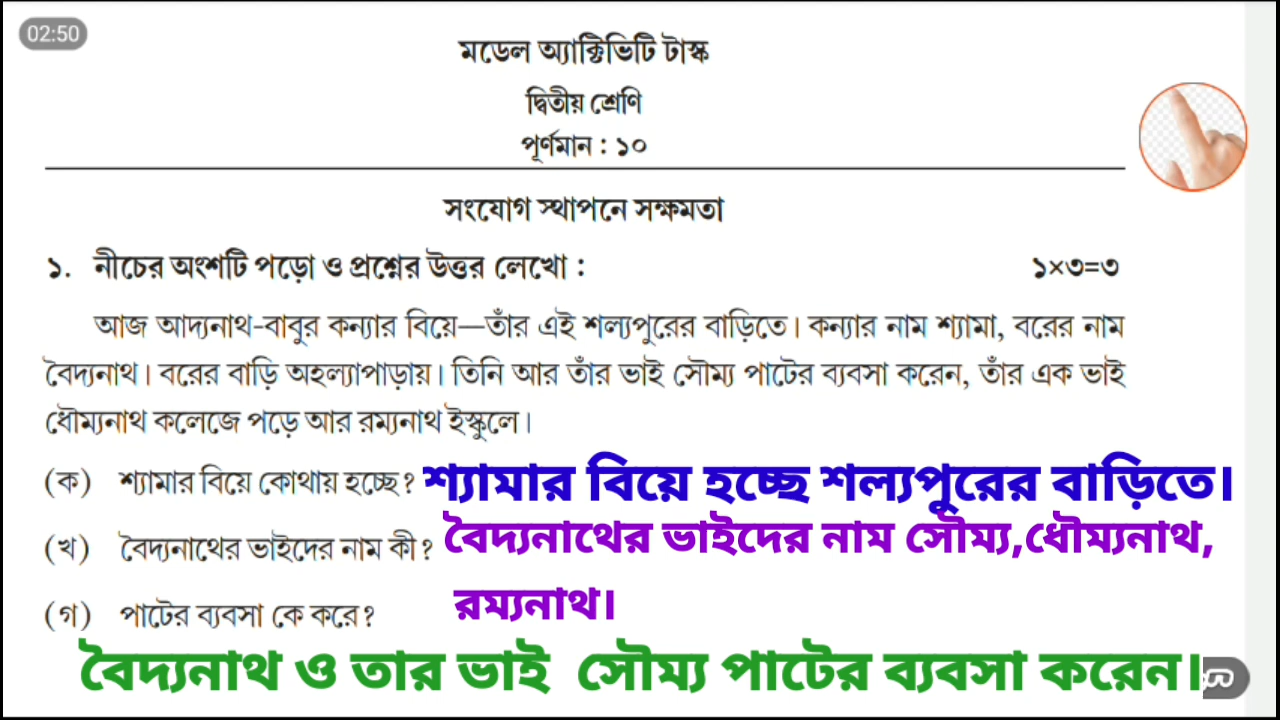 02:50
মডেল অ্যাক্টিভিটি টাস্ক
দ্বিতীয় শ্রেণি
পূর্ণমান : ১০
সংযোগ স্থাপনে সক্ষমতা
১. নীচের অংশটি পড়ো ও প্রশ্নের উত্তর লেখো : ১×৩=৩
আজ আদ্যনাথ-বাবুর কন্যার বিয়ে—তাঁর এই শল্যপুরের বাড়িতে। কন্যার নাম শ্যামা, বরের নাম
বৈদ্যনাথ। বরের বাড়ি অহল্যাপাড়ায়। তিনি আর তাঁর ভাই সৌম্য পাটের ব্যবসা করেন, তাঁর এক ভাই
ধৌম্যনাথ কলেজে পড়ে আর রম্যনাথ ইস্কুলে।
(ক) শ্যামার বিয়ে কোথায় হচ্ছে? শ্যামার বিয়ে হচ্ছে শল্যপুরের বাড়িতে।
(খ) বৈদ্যনাথের ভাইদের নাম কী? বৈদ্যনাথের ভাইদের নাম সৌম্য,ধৌম্যনাথ,
রম্যনাথ।
(গ) পাটের ব্যবসা কে করে?
বৈদ্যনাথ ও তার ভাই সৌম্য পাটের ব্যবসা করেন।